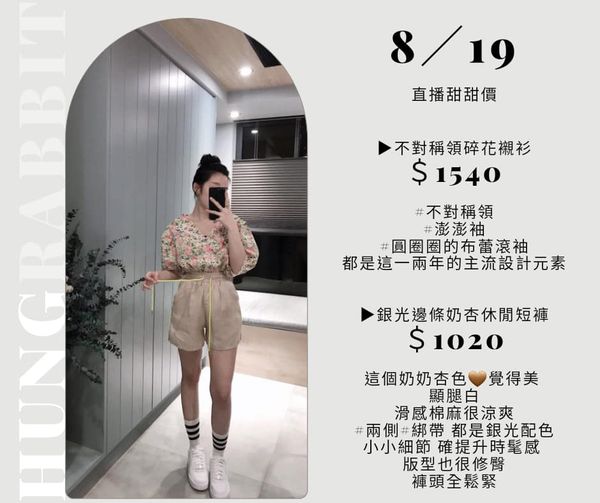 HUNGRABBIT
8／19
直播甜甜價
▶不對稱領碎花襯衫
＄1540
#不對稱領
#澎澎袖
#圓圈圈的布蕾滾袖
都是這一兩年的主流設計元素
▶銀光邊條奶杏休閒短褲
＄1020
這個奶奶杏色🤎覺得美
顯腿白
滑感棉麻很涼爽
#兩側#綁帶 都是銀光配色
小小細節 確提升時髦感
版型也很修臀
褲頭全鬆緊